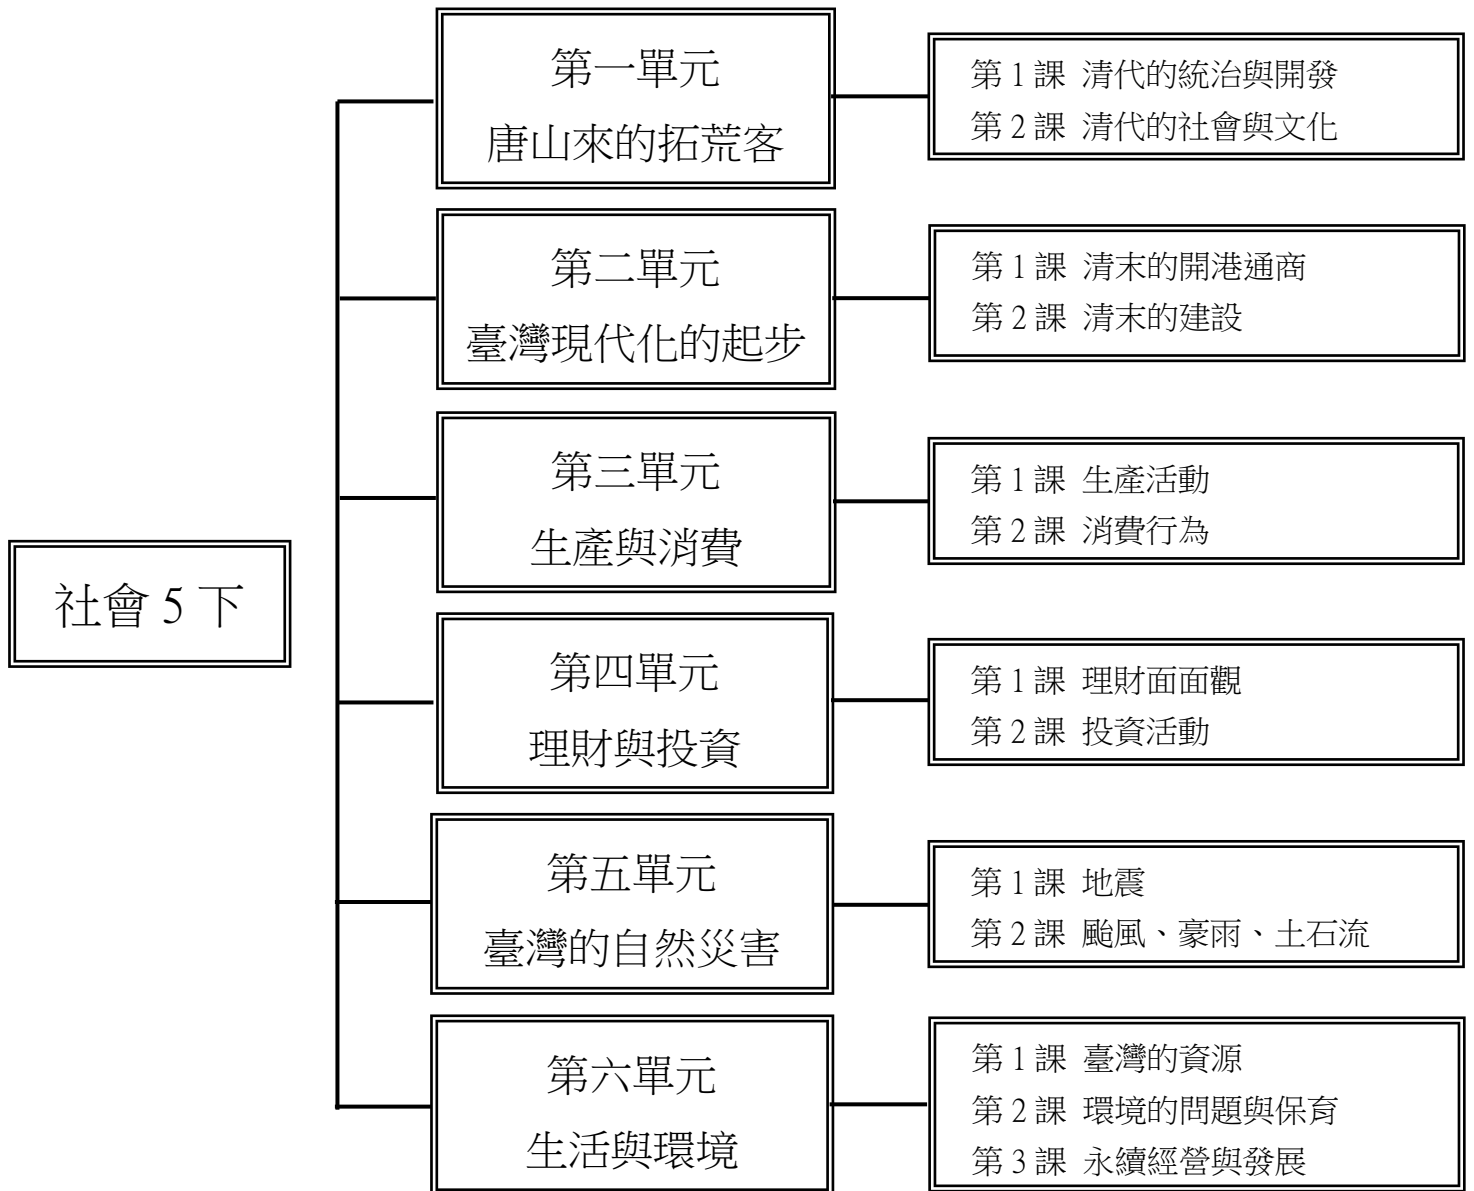 社會 5 下
第一單元
唐山來的拓荒客
第 1 課 清代的統治與開發
第 2 課 清代的社會與文化
第二單元
臺灣現代化的起步
第 1 課 清末的開港通商
第 2 課 清末的建設
第三單元
生產與消費
第 1 課 生產活動
第 2 課 消費行為
第四單元
理財與投資
第 1 課 理財面面觀
第 2 課 投資活動
第五單元
臺灣的自然災害
第 1 課 地震
第 2 課 颱風、豪雨、土石流
第六單元
生活與環境
第 1 課 臺灣的資源
第 2 課 環境的問題與保育
第 3 課 永續經營與發展